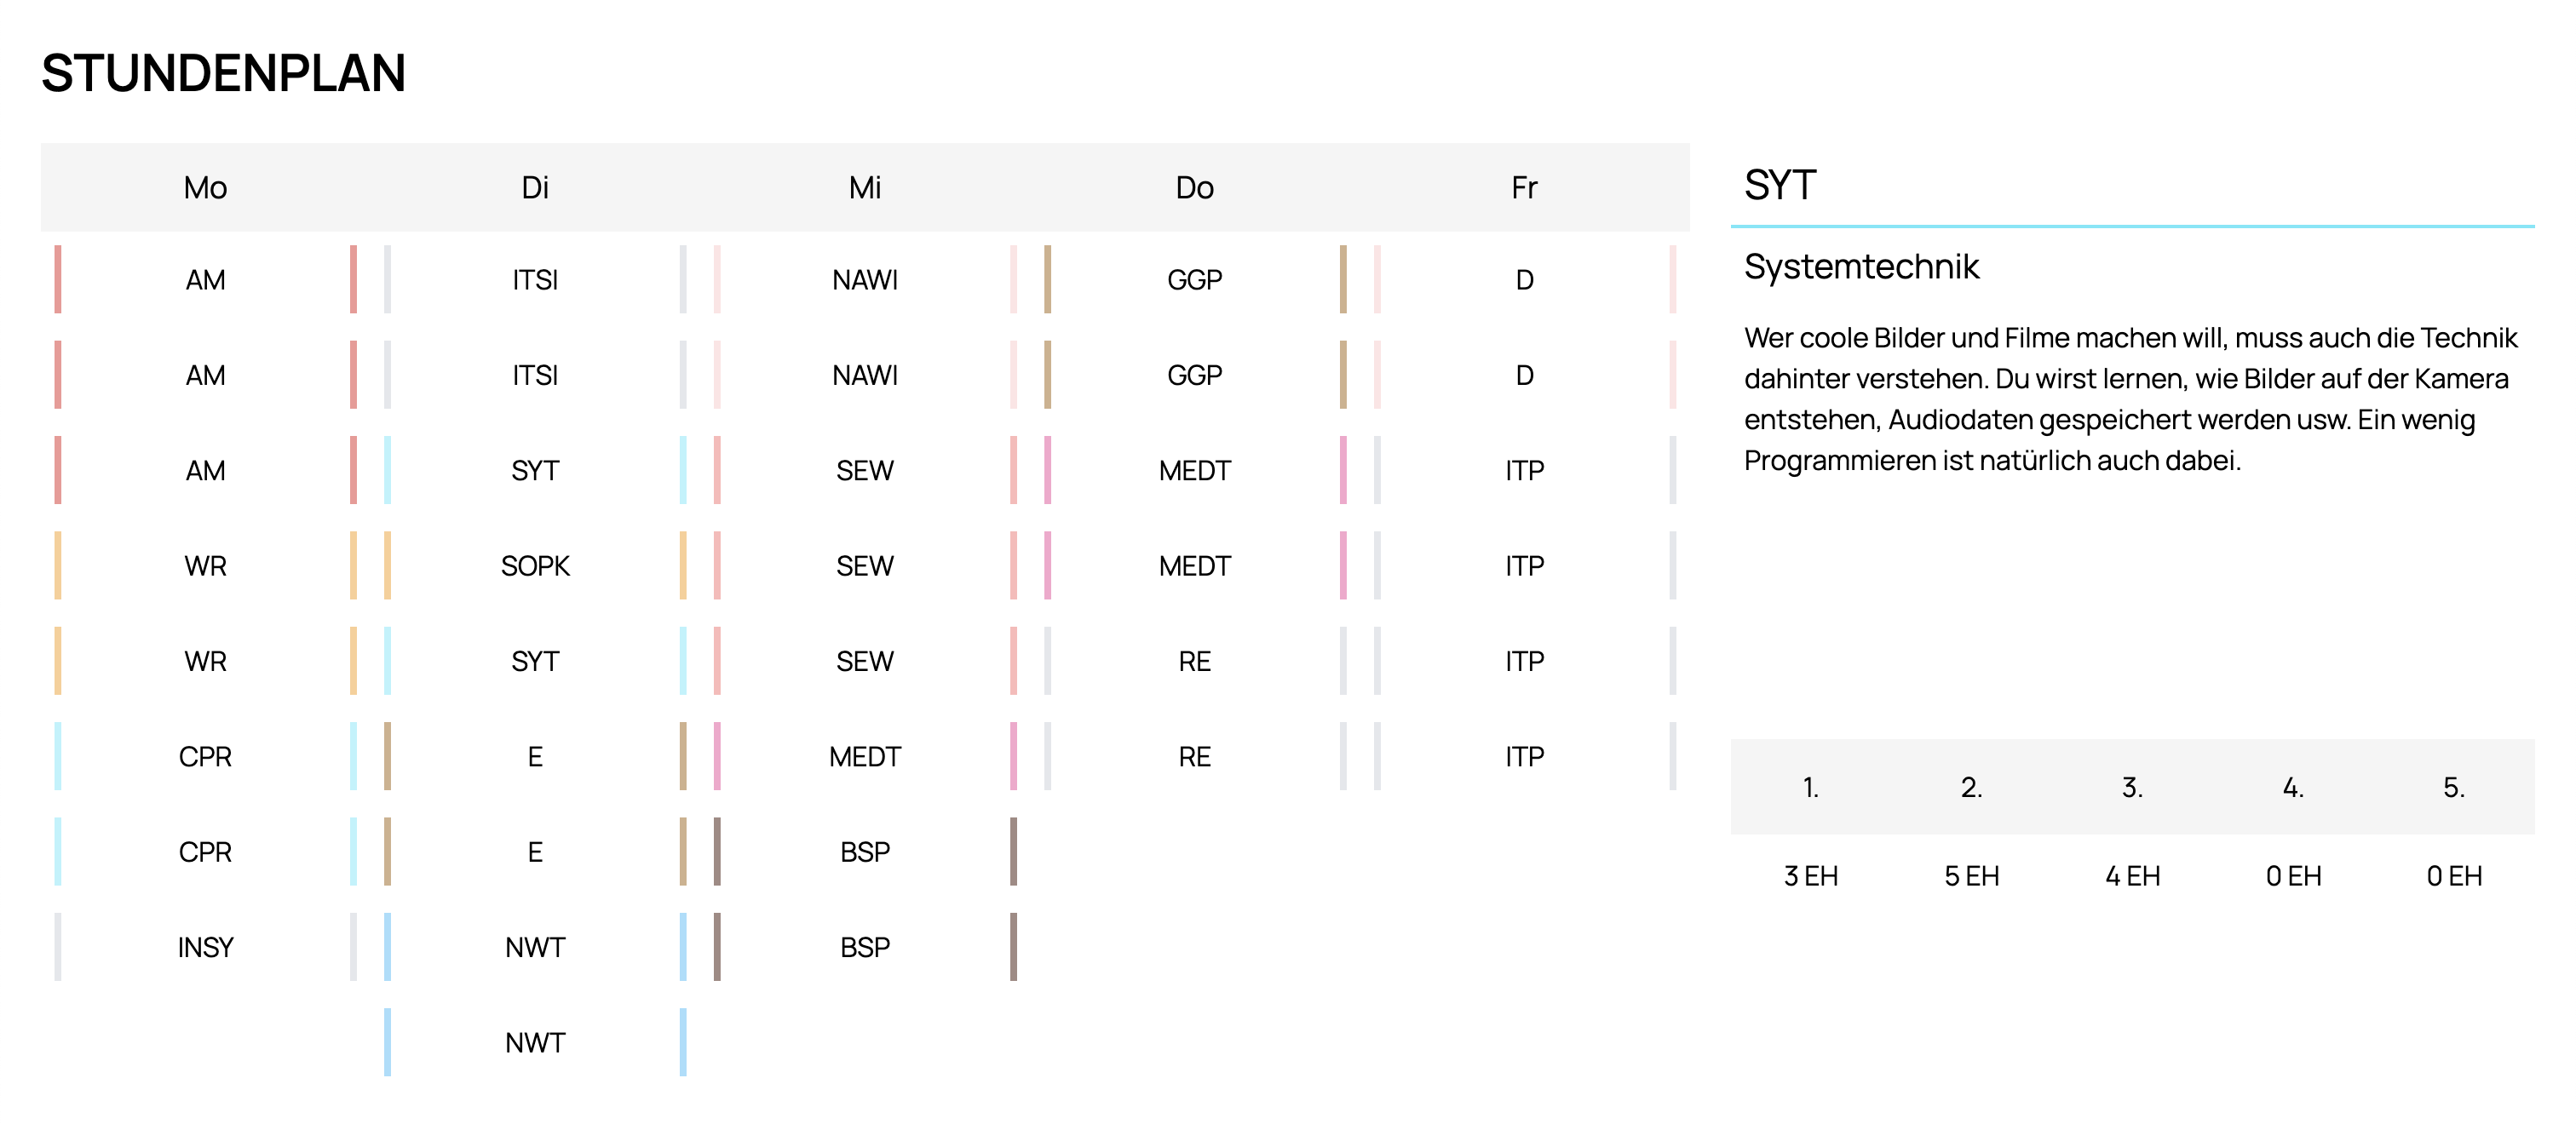 STUNDENPLAN
Mo Di Mi Do Fr
AM ITSI NAWI GGP D
AM ITSI NAWI GGP D
AM SYT SEW MEDT ITP
WR SOPK SEW MEDT ITP
WR SYT SEW RE ITP
CPR E MEDT RE ITP
CPR E BSP
INSY NWT BSP
NWT
SYT
Systemtechnik
Wer coole Bilder und Filme machen will, muss auch die Technik
dahinter verstehen. Du wirst lernen, wie Bilder auf der Kamera
entstehen, Audiodaten gespeichert werden usw. Ein wenig
Programmieren ist natürlich auch dabei.
1. 2. 3. 4. 5.
3 EH 5 EH 4 EH 0 EH 0 EH